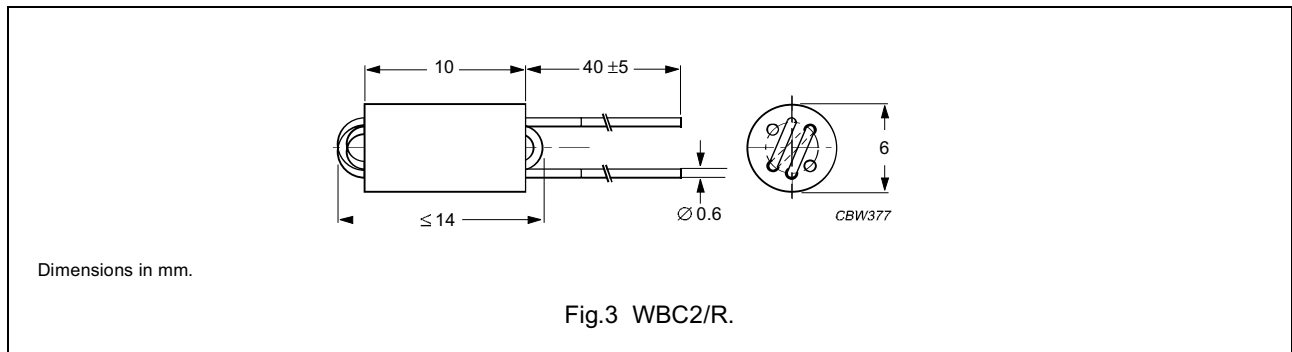 10
40 ±5
6
≤ 14
∅ 0.6
CBW377
Dimensions in mm.
Fig.3 WBC2/R.